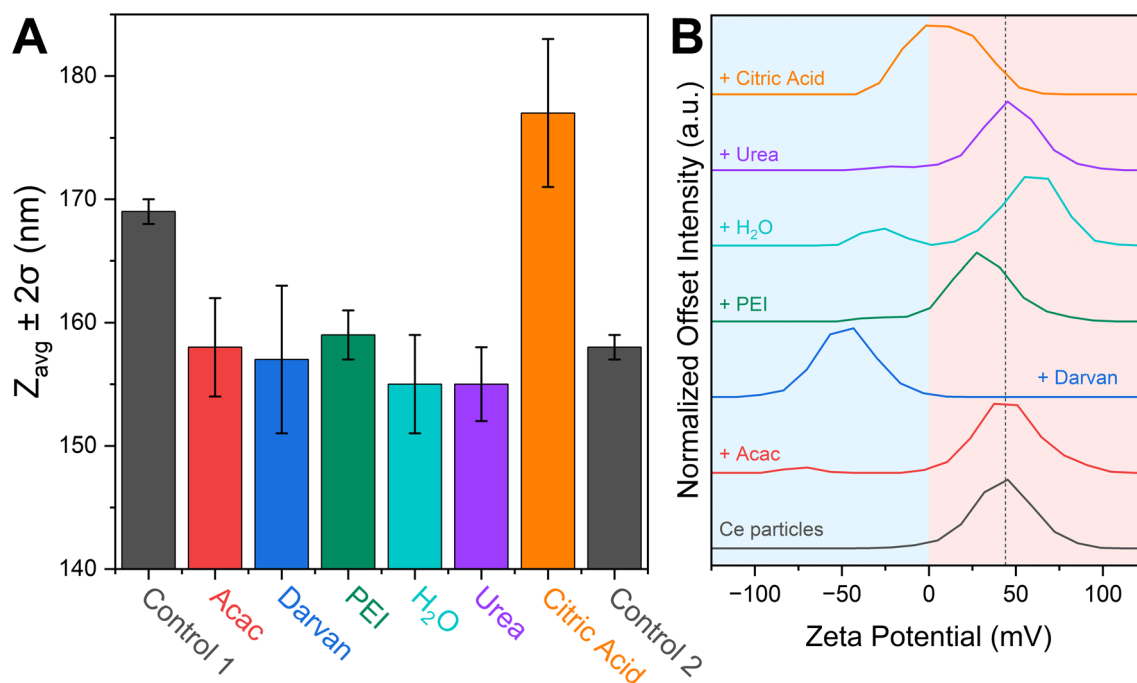 A
Z_avg ± 2σ (nm)
180
170
160
150
140
Control 1
Acac
Darvan
PEI
H₂O
Urea
Citric Acid
Control 2
B
Normalized Offset Intensity (a.u.)
+ Citric Acid
+ Urea
+ H₂O
+ PEI
+ Darvan
+ Acac
Ce particles
−100 −50 0 50 100
Zeta Potential (mV)